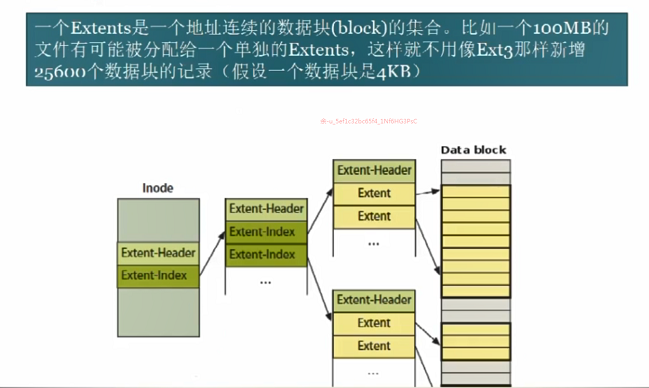 一个Extents是一个地址连续的数据块(block)的集合。比如一个100MB的
文件有可能被分配给一个单独的Extents，这样就不用像Ext3那样新增
25600个数据块的记录（假设一个数据块是4KB）
Data block
Inode
Extent-Header
Extent-Index
Extent-Header
Extent-Index
Extent-Index
...
Extent-Header
Extent
Extent
...
Extent-Header
Extent
Extent
...